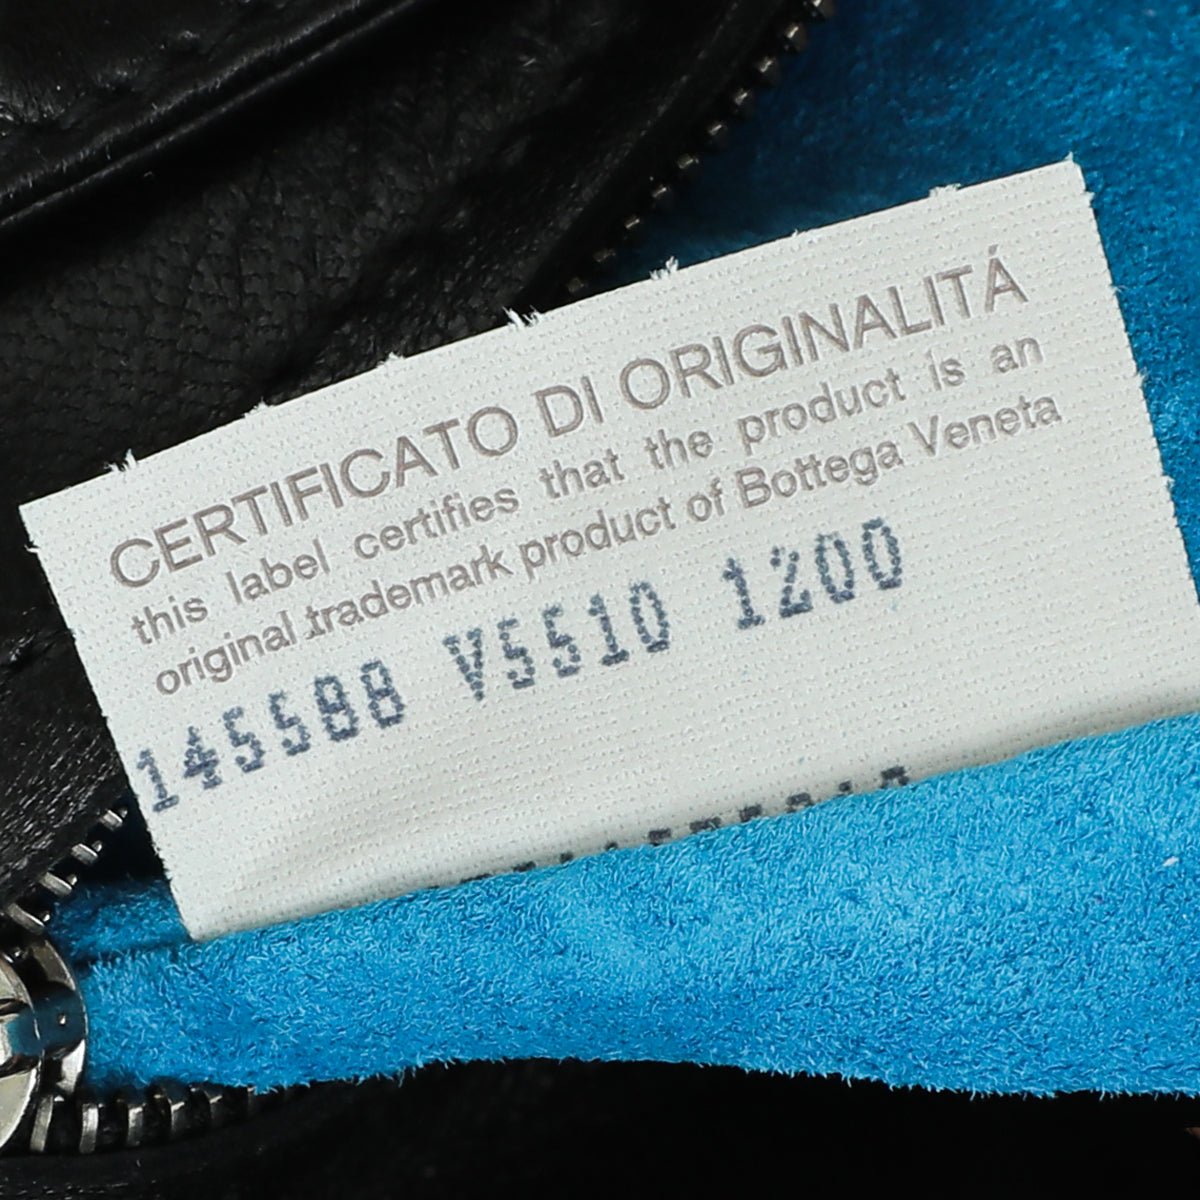 CERTIFICATO DI ORIGINALITÁ
this label certifies that the product is an
original trademark product of Bottega Veneta
145588 V5510 1200